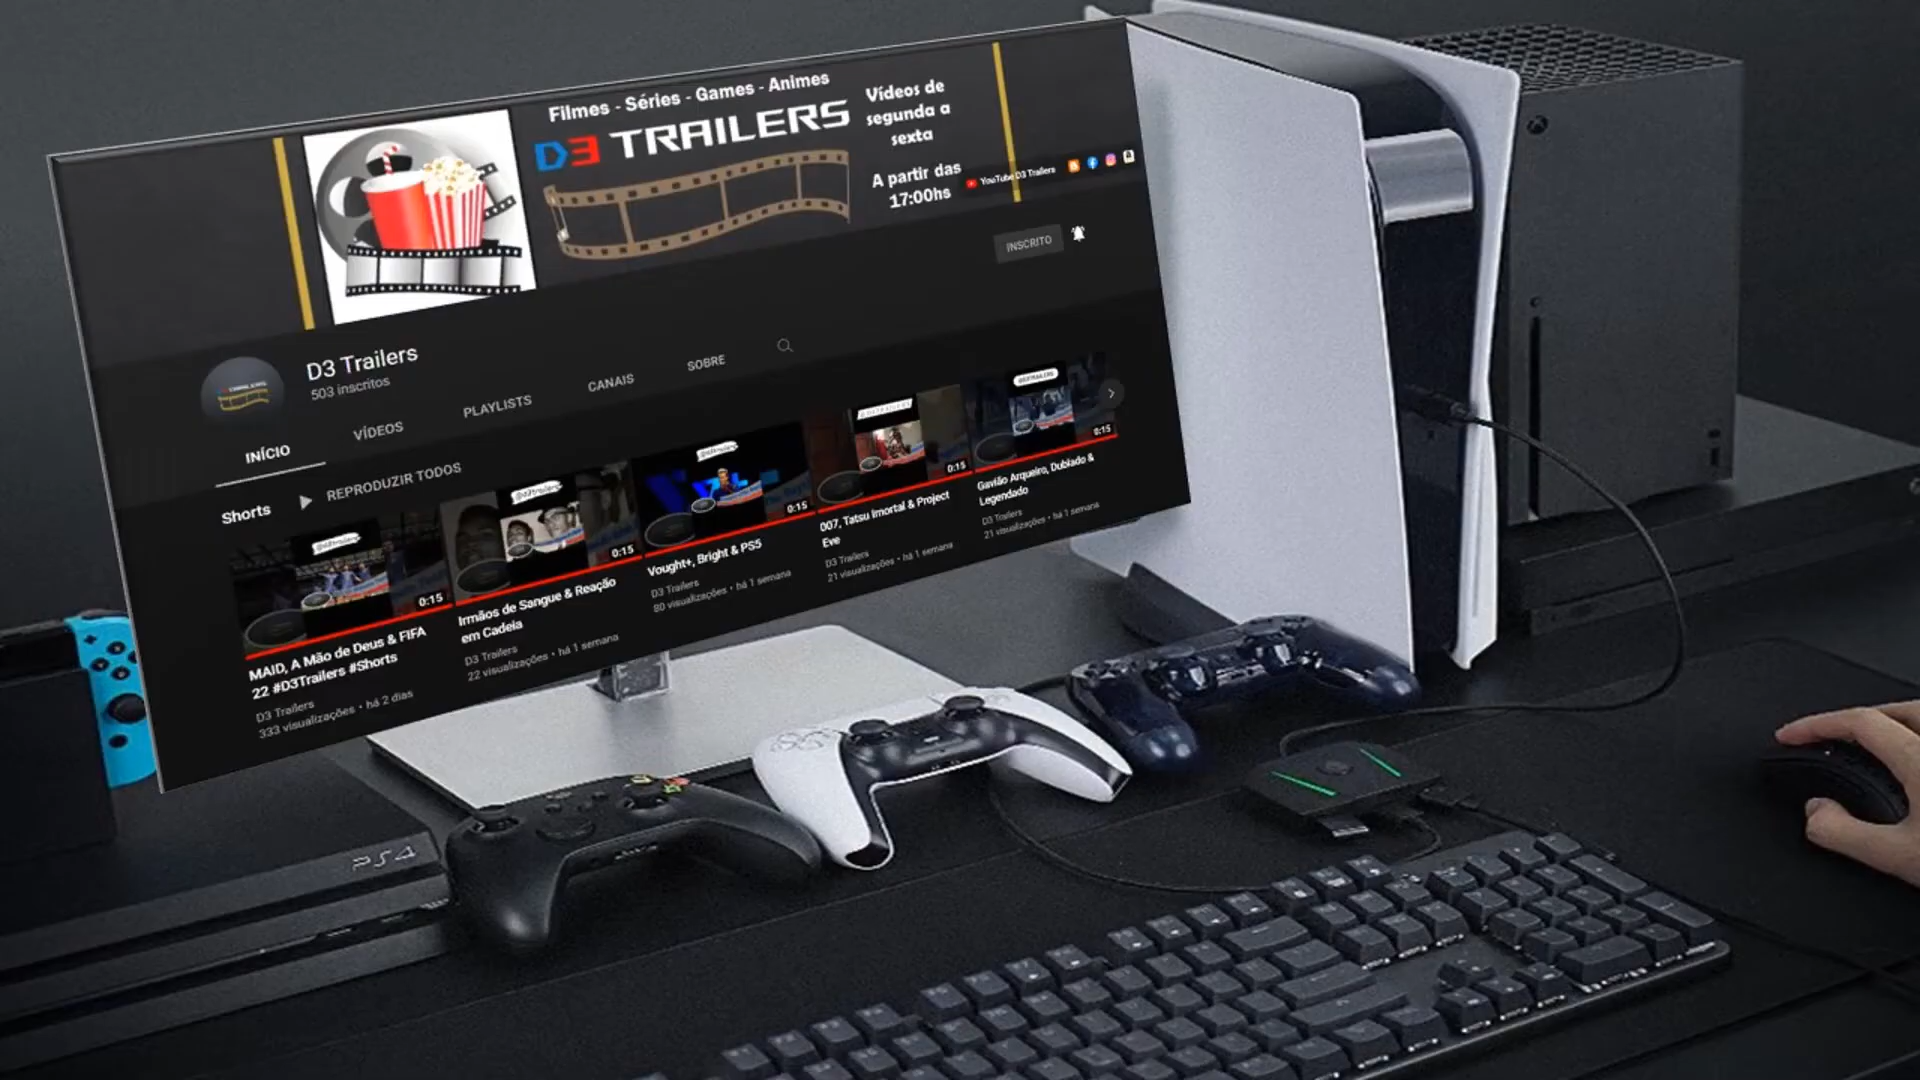 Filmes - Séries - Games - Animes
D3 TRAILERS
Vídeos de
segunda a
sexta
A partir das
17:00hs
YouTube D3 Trailers
INSCRITO
D3 Trailers
503 inscritos
INÍCIO
VÍDEOS
PLAYLISTS
CANAIS
SOBRE
Shorts
REPRODUZIR TODOS
@d3trailers
0:15
MAID, A Mão de Deus & FIFA
22 #D3Trailers #Shorts
D3 Trailers
333 visualizações • há 2 dias
@d3trailers
0:15
Irmãos de Sangue & Reação
em Cadeia
D3 Trailers
22 visualizações • há 1 semana
@d3trailers
0:15
Vought+, Bright & PS5
D3 Trailers
80 visualizações • há 1 semana
0:15
007, Tatsu Imortal & Project
Eve
D3 Trailers
21 visualizações • há 1 semana
@D3TRAILERS
0:15
Gavião Arqueiro, Dublado &
Legendado
D3 Trailers
21 visualizações • há 1 semana
PS4